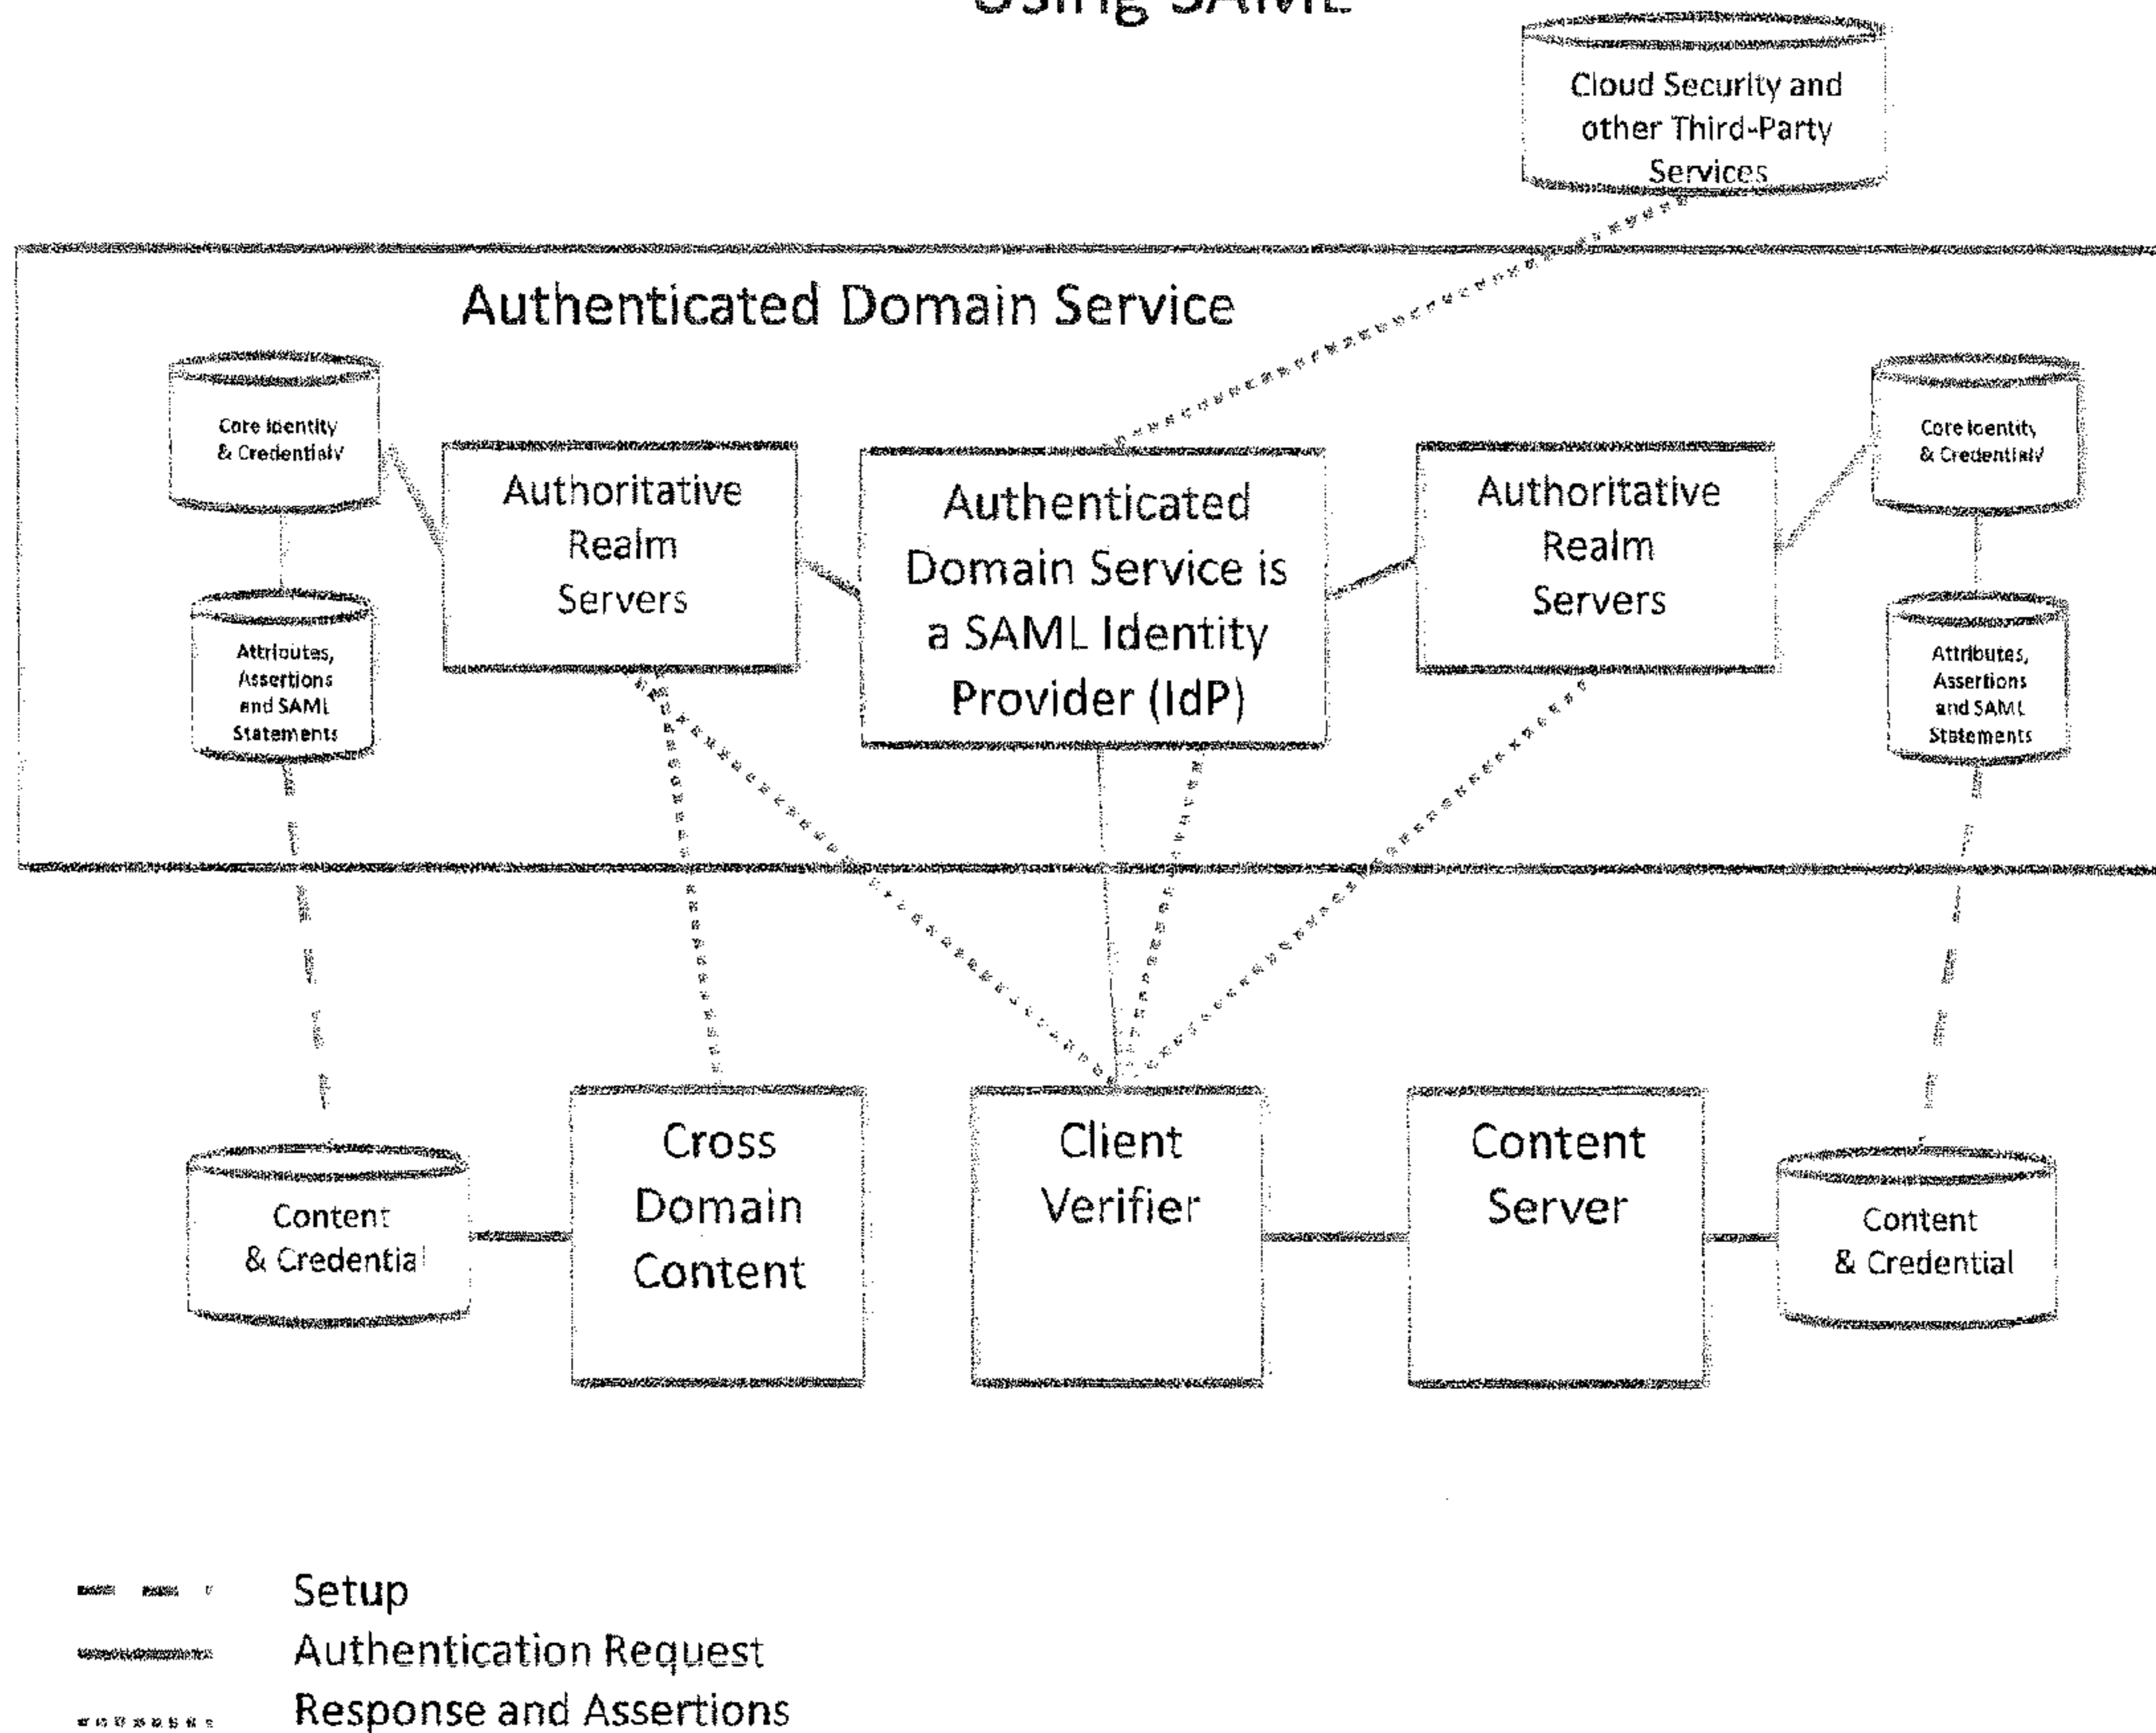 Using SAML
Cloud Security and
other Third-Party
Services
Authenticated Domain Service
Core Identity
& Credential/
Authoritative
Realm
Servers
Authenticated
Domain Service is
a SAML Identity
Provider (IdP)
Authoritative
Realm
Servers
Core Identity
& Credential/
Attributes,
Assertions
and SAML
Statements
Attributes,
Assertions
and SAML
Statements
Content
& Credential
Cross
Domain
Content
Client
Verifier
Content
Server
Content
& Credential
Setup
Authentication Request
Response and Assertions